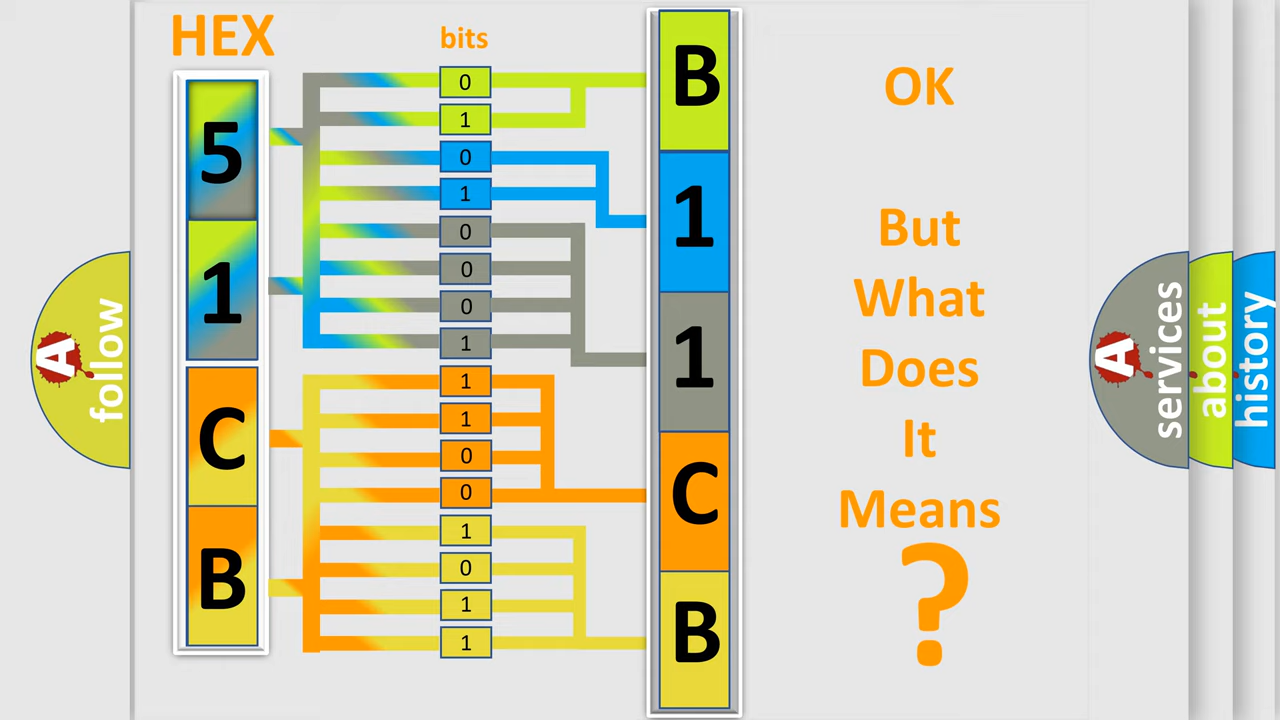 HEX
bits
5
1
C
B
0
1
0
1
0
0
0
1
1
1
0
0
1
0
1
1
B
1
1
C
B
OK
But
What
Does
It
Means
?
A
follow
A
services
about
history